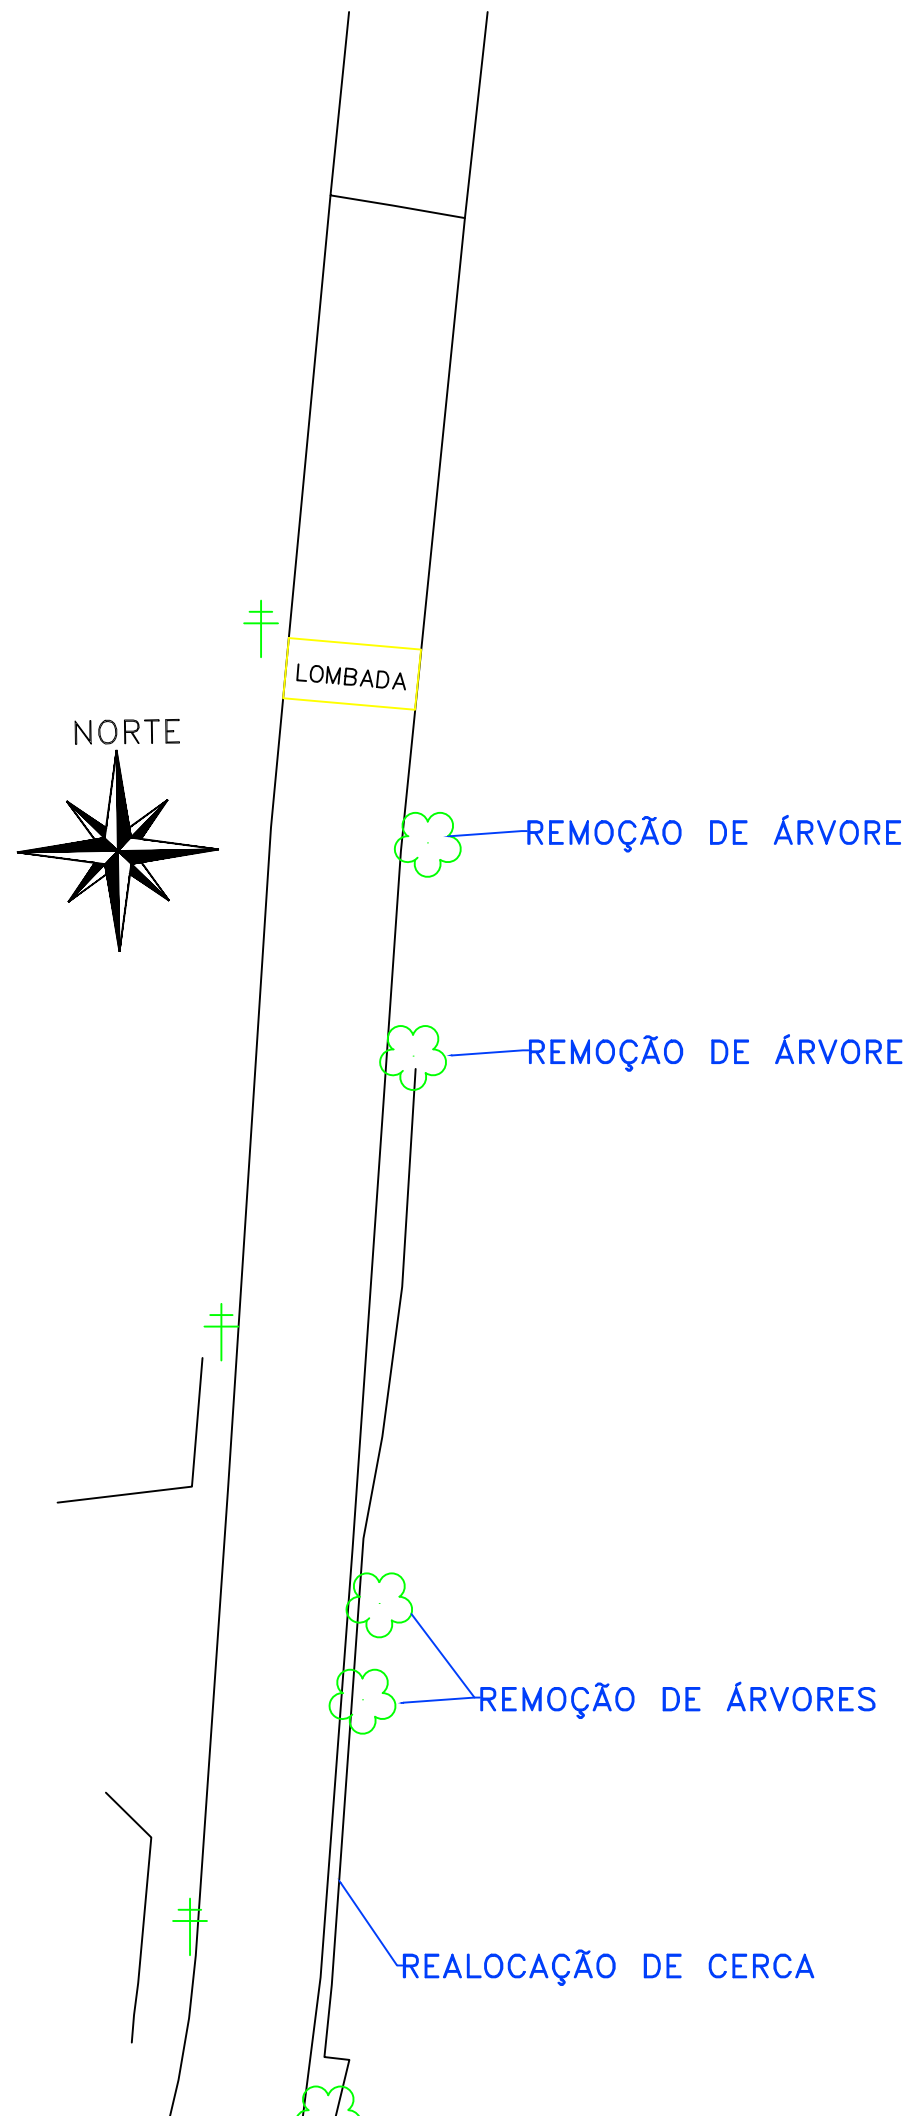 LOMBADA
NORTE
REMOÇÃO DE ÁRVORE
REMOÇÃO DE ÁRVORE
REMOÇÃO DE ÁRVORES
REALOCAÇÃO DE CERCA